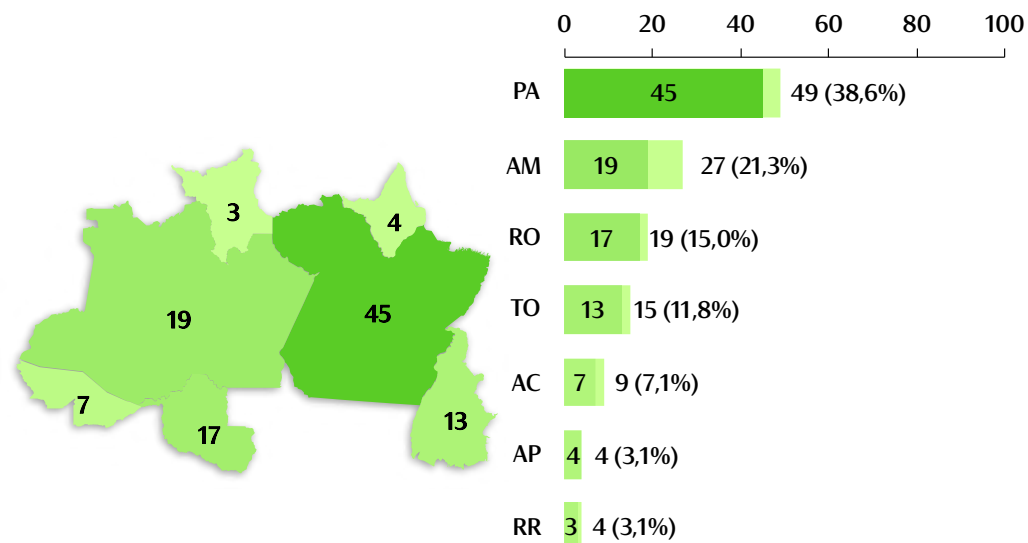 0 20 40 60 80 100
PA 45 49 (38,6%)
AM 19 27 (21,3%)
RO 17 19 (15,0%)
TO 13 15 (11,8%)
AC 7 9 (7,1%)
AP 4 4 (3,1%)
RR 3 4 (3,1%)
3
4
19
45
7
17
13